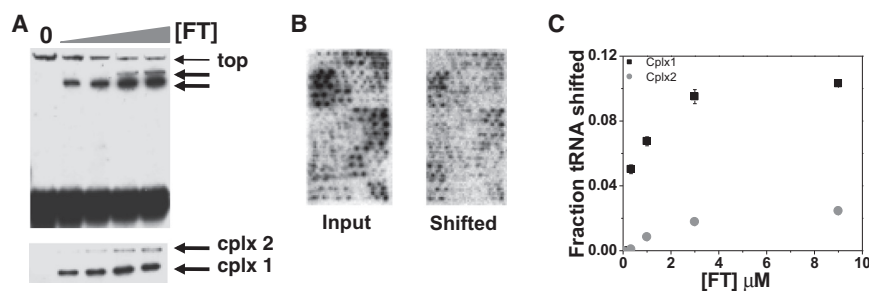 A
0
[FT]
top
cplx 2
cplx 1
B
Input
Shifted
C
Fraction tRNA shifted
0.12
0.08
0.04
0.00
Cplx1
Cplx2
0 2 4 6 8 10
[FT] μM